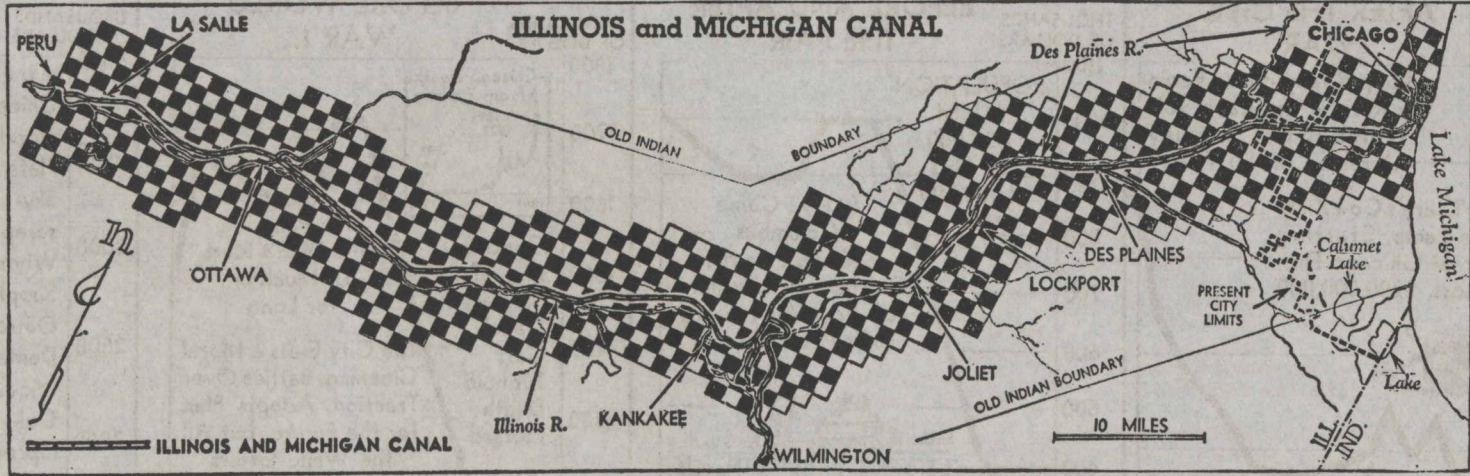 ILLINOIS and MICHIGAN CANAL
PERU
LA SALLE
Des Plaines R.
CHICAGO
OLD INDIAN
BOUNDARY
Lake Michigan
n
OTTAWA
DES PLAINES
LOCKPORT
Calumet
Lake
PRESENT
CITY
LIMITS
JOLIET
OLD INDIAN BOUNDARY
Lake
Illinois R.
KANKAKEE
10 MILES
ILL.
IND.
ILLINOIS AND MICHIGAN CANAL
WILMINGTON